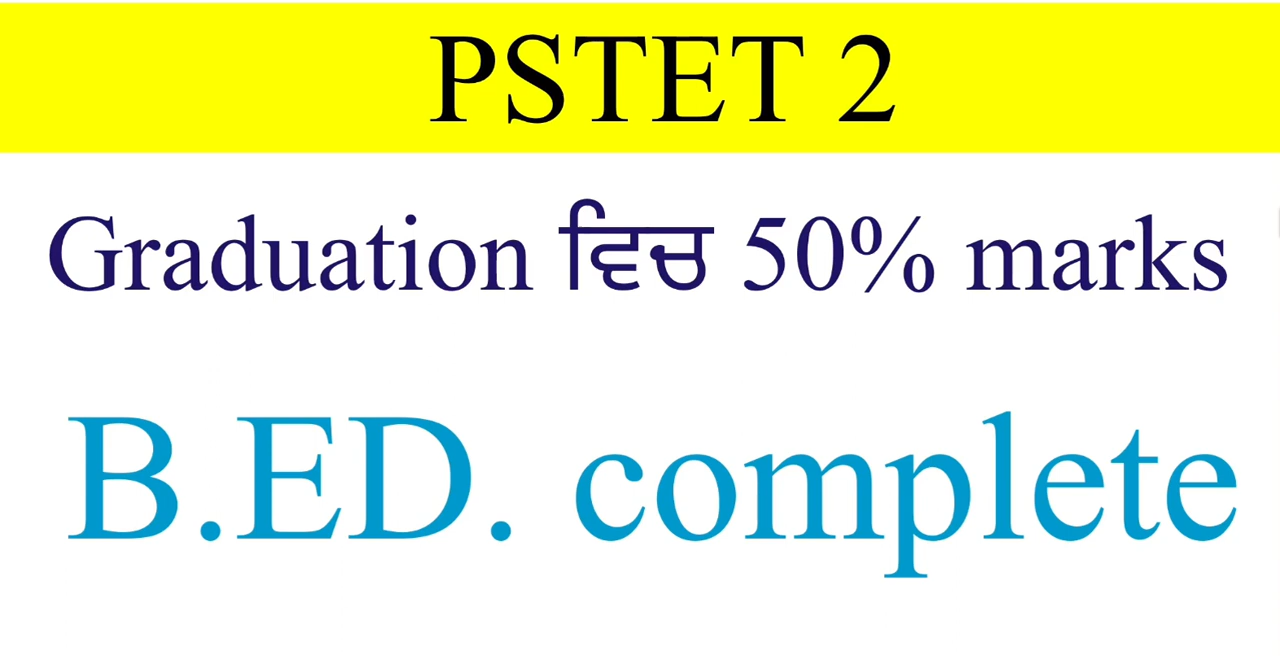 PSTET 2
Graduation ਵਿਚ 50% marks
B.ED. complete